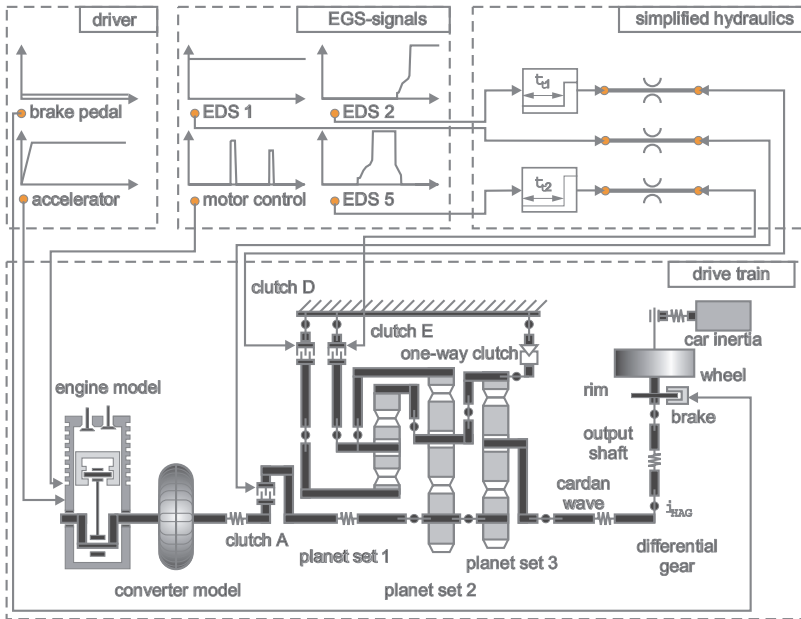 driver
EGS-signals
simplified hydraulics
brake pedal
EDS 1
EDS 2
accelerator
motor control
EDS 5
drive train
clutch D
clutch E
one-way clutch
car inertia
wheel
rim
brake
engine model
output
shaft
cardan
wave
i HAG
clutch A
planet set 1
planet set 3
differential
gear
converter model
planet set 2